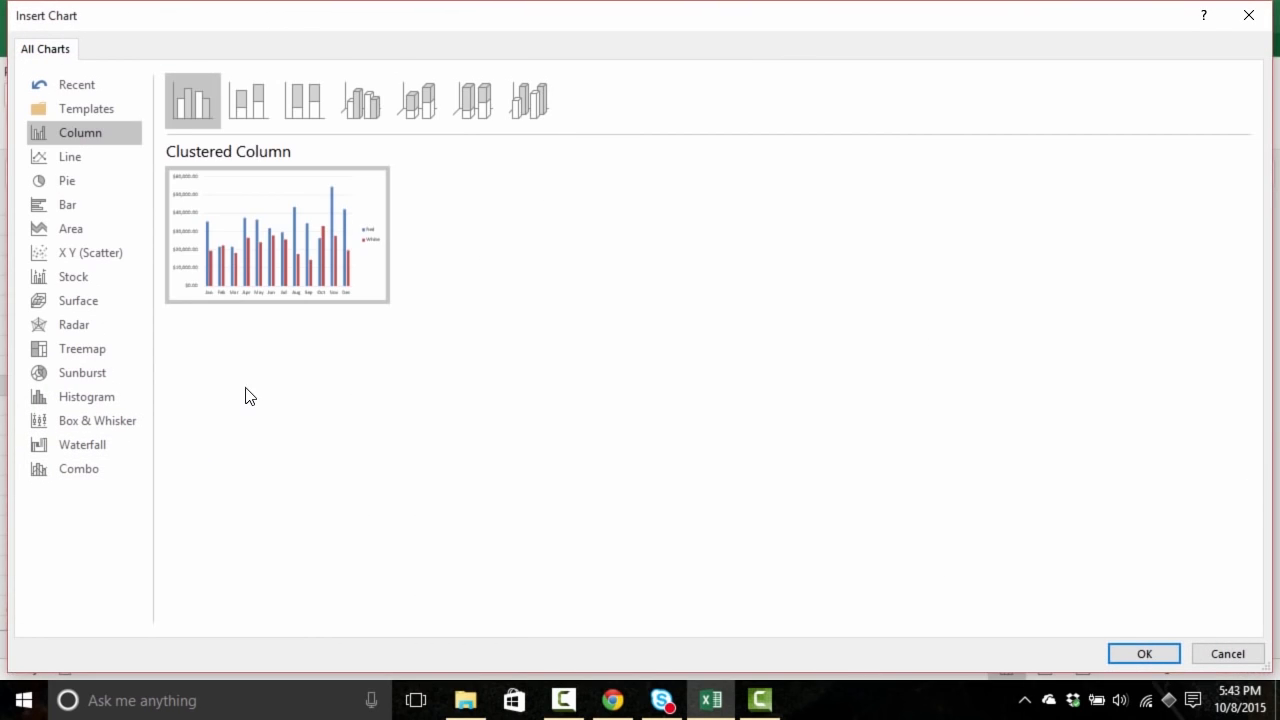 Insert Chart
?
All Charts
Recent
Templates
Column
Line
Pie
Bar
Area
X Y (Scatter)
Stock
Surface
Radar
Treemap
Sunburst
Histogram
Box & Whisker
Waterfall
Combo
Clustered Column
$60,000.00
$50,000.00
$40,000.00
$30,000.00
$20,000.00
$10,000.00
$0.00
Jan Feb Mar Apr May Jun Jul Aug Sep Oct Nov Dec
Red
White
OK
Cancel
Ask me anything
5:43 PM
10/8/2015